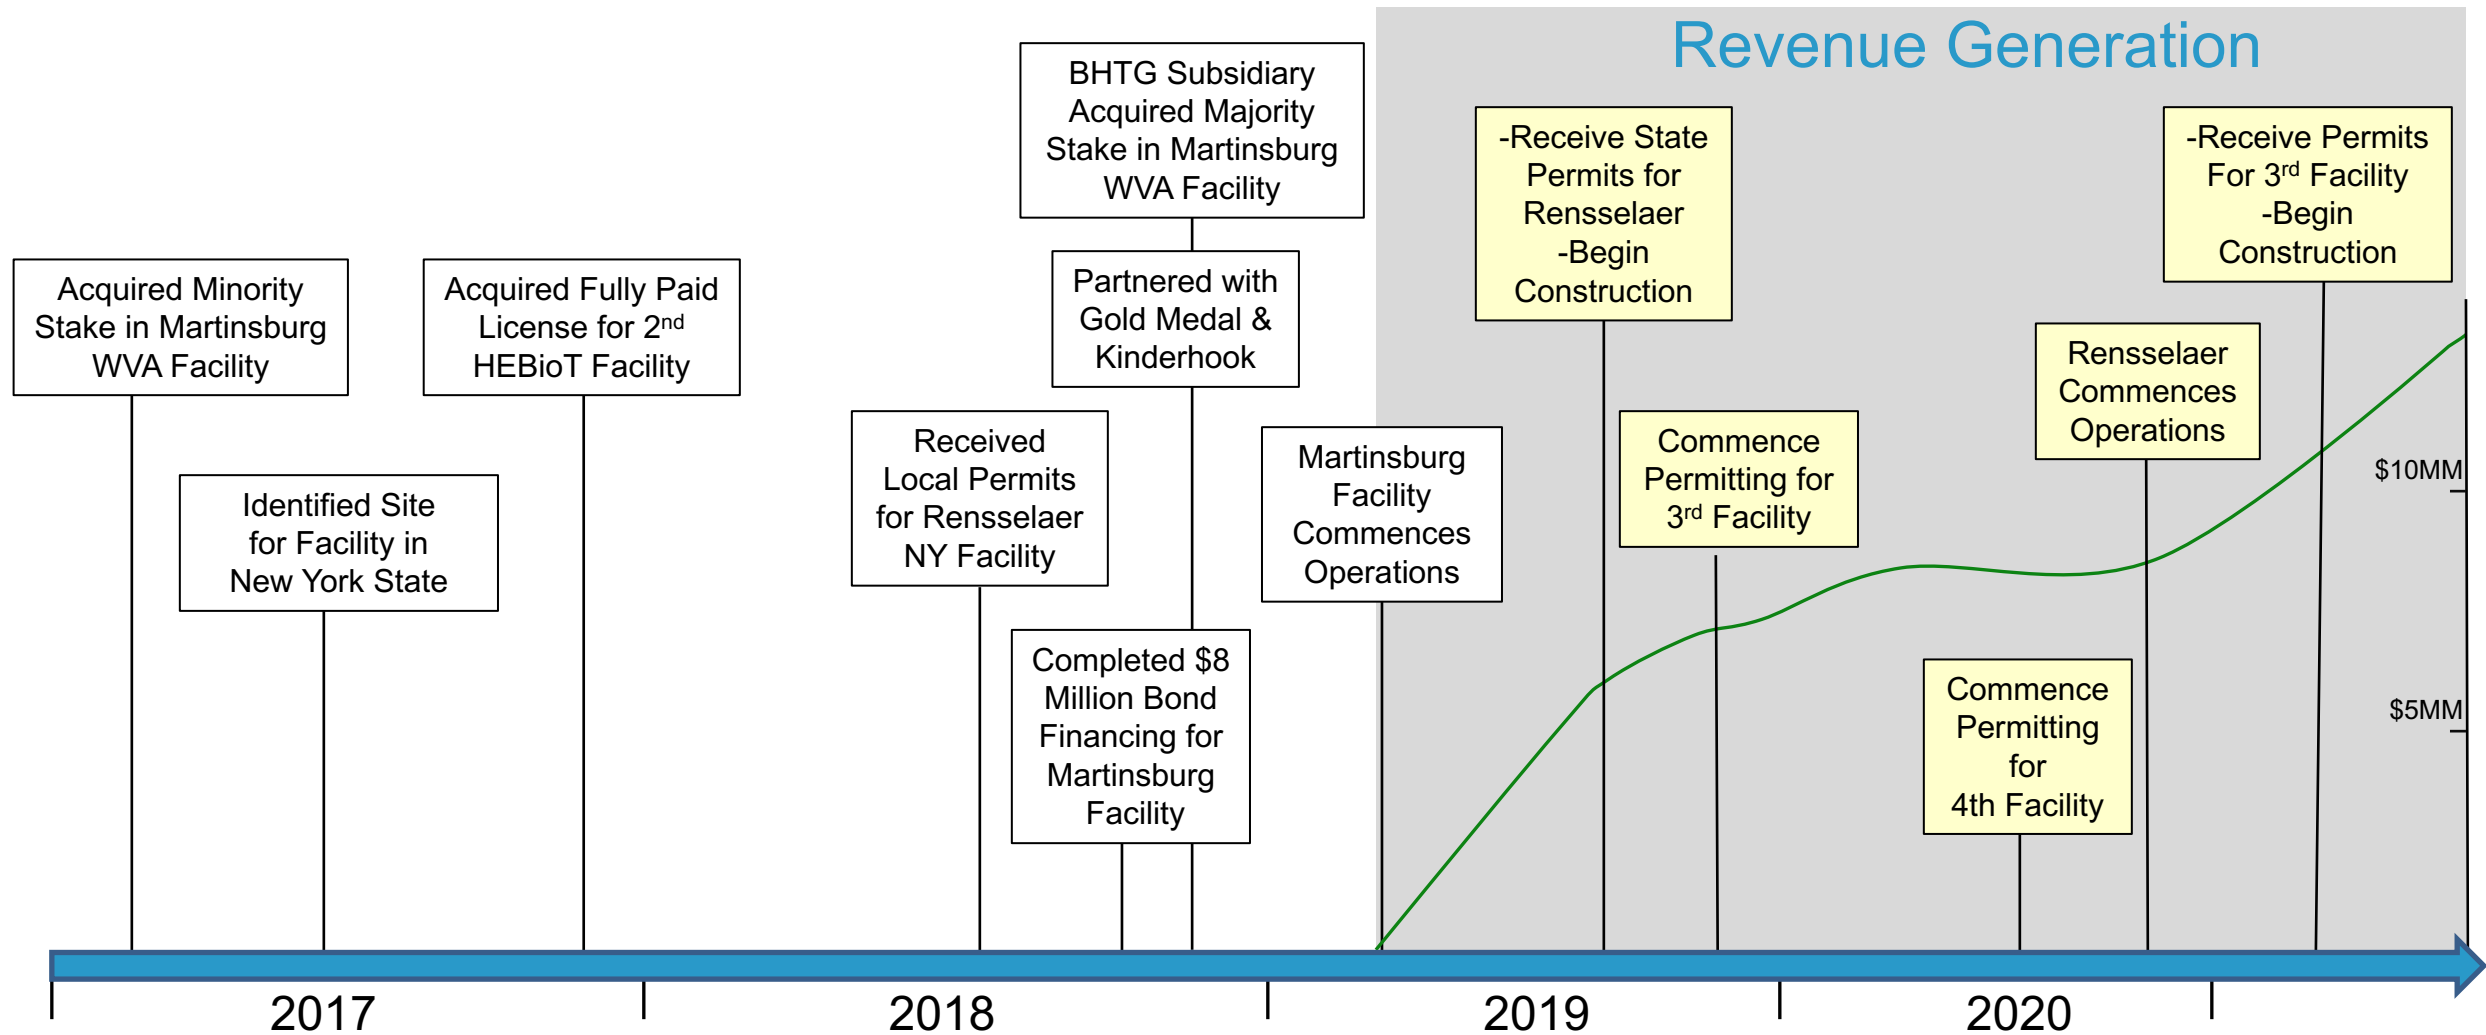 Revenue Generation
BHTG Subsidiary
Acquired Majority
Stake in Martinsburg
WVA Facility
-Receive State
Permits for
Rensselaer
-Begin
Construction
-Receive Permits
For 3rd Facility
-Begin
Construction
Acquired Minority
Stake in Martinsburg
WVA Facility
Acquired Fully Paid
License for 2nd
HEBioT Facility
Partnered with
Gold Medal &
Kinderhook
Rensselaer
Commences
Operations
Identified Site
for Facility in
New York State
Received
Local Permits
for Rensselaer
NY Facility
Martinsburg
Facility
Commences
Operations
Commence
Permitting for
3rd Facility
$10MM
Completed $8
Million Bond
Financing for
Martinsburg
Facility
Commence
Permitting
for
4th Facility
$5MM
2017
2018
2019
2020